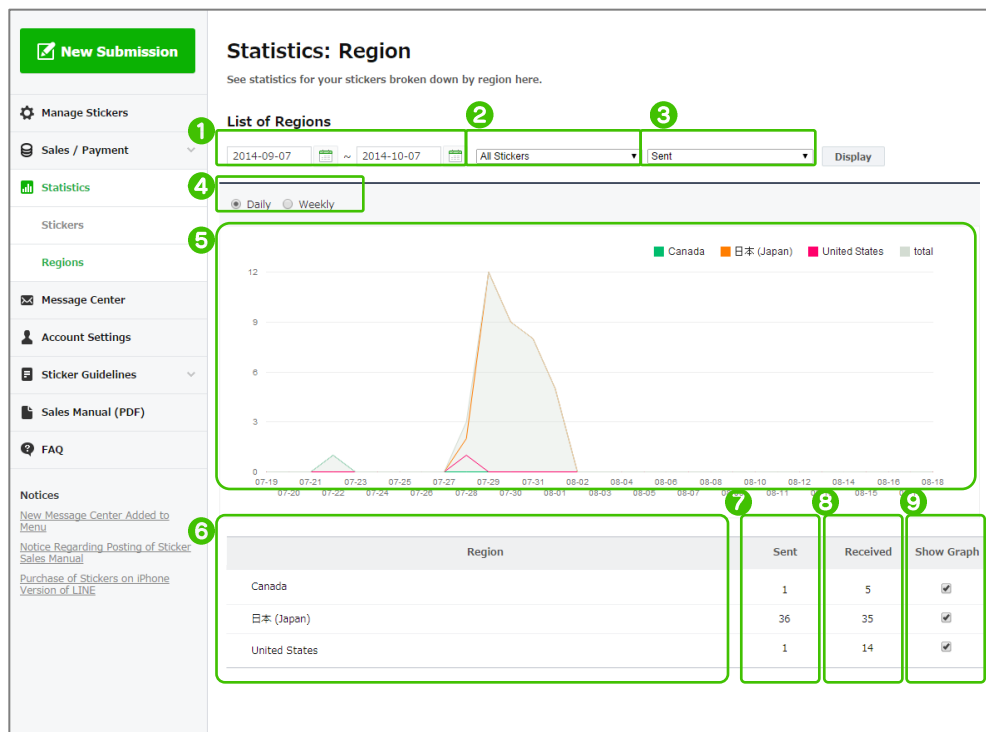 New Submission
Manage Stickers
Sales / Payment
Statistics
Stickers
Regions
Message Center
Account Settings
Sticker Guidelines
Sales Manual (PDF)
FAQ
Notices
New Message Center Added to
Menu
Notice Regarding Posting of Sticker
Sales Manual
Purchase of Stickers on iPhone
Version of LINE
Statistics: Region
See statistics for your stickers broken down by region here.
List of Regions
1 2 3
2014-09-07 ~ 2014-10-07 All Stickers Sent Display
4
Daily Weekly
5
Canada 日本 (Japan) United States total
12
9
6
3
0
07-19 07-21 07-23 07-25 07-27 07-29 07-31 08-02 08-04 08-06 08-08 08-10 08-12 08-14 08-16 08-18
07-20 07-22 07-24 07-26 07-28 07-30 08-01 08-03 08-05 08-07 08-11 08-15
6 7 8 9
Region Sent Received Show Graph
Canada 1 5
日本 (Japan) 36 35
United States 1 14